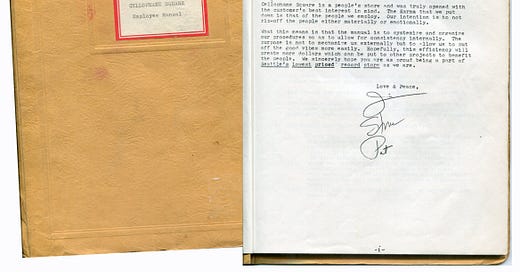 CELLOPHANE SQUARE
Employee Manual
Cellophane Square is a people's store and was truly opened with
the customer's best interest in mind. The Karma that we put
down is that of the people we employ. Our intention is to not
rip-off the people either materially or emotionally.
What this means is that the manual is to systemize and organize
our procedures so as to allow for consistency internally. The
purpose is not to mechanize us externally but to allow us to put
off the good vibes more easily. Hopefully, this efficiency will
create more dollars which can be put to other projects to benefit
the people. We sincerely hope you are as proud being a part of
Seattle's lowest priced record store as we are.
Love & Peace,
Pat
-i-